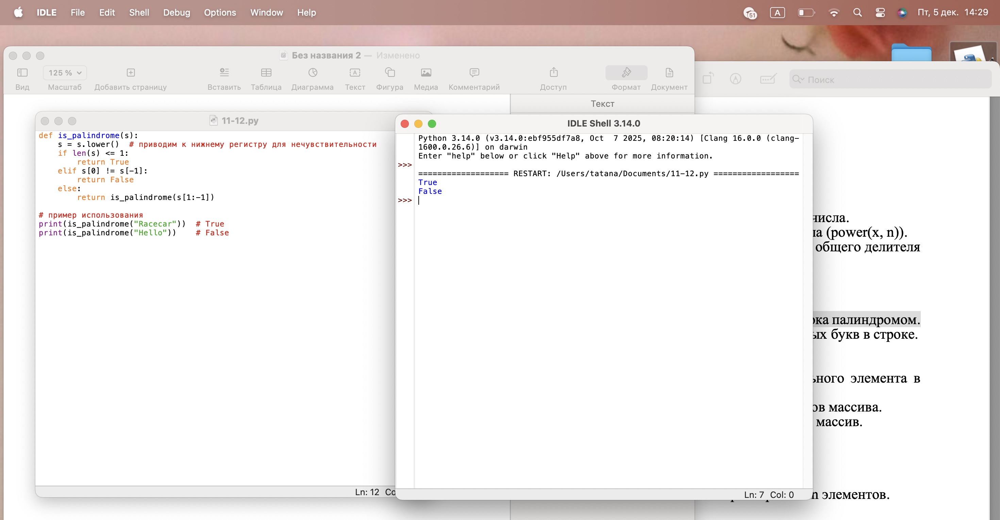 IDLE File Edit Shell Debug Options Window Help
51 A Пт, 5 дек. 14:29
Без названия 2 — Изменено
125 %
Вид Масштаб Добавить страницу Вставить Таблица Диаграмма Текст Фигура Медиа Комментарий Доступ Формат Документ
Поиск
Текст
11-12.py
def is_palindrome(s):
    s = s.lower()  # приводим к нижнему регистру для нечувствительности
    if len(s) <= 1:
        return True
    elif s[0] != s[-1]:
        return False
    else:
        return is_palindrome(s[1:-1])
# пример использования
print(is_palindrome("Racecar"))  # True
print(is_palindrome("Hello"))    # False
Ln: 12 Co
IDLE Shell 3.14.0
Python 3.14.0 (v3.14.0:ebf955df7a8, Oct  7 2025, 08:20:14) [Clang 16.0.0 (clang-
1600.0.26.6)] on darwin
Enter "help" below or click "Help" above for more information.
>>>
=================== RESTART: /Users/tatana/Documents/11-12.py ==================
True
False
>>>
Ln: 7 Col: 0
числа.
(power(x, n)).
общего делителя
палиндромом.
букв в строке.
элемента в
массива.
массив.
n элементов.